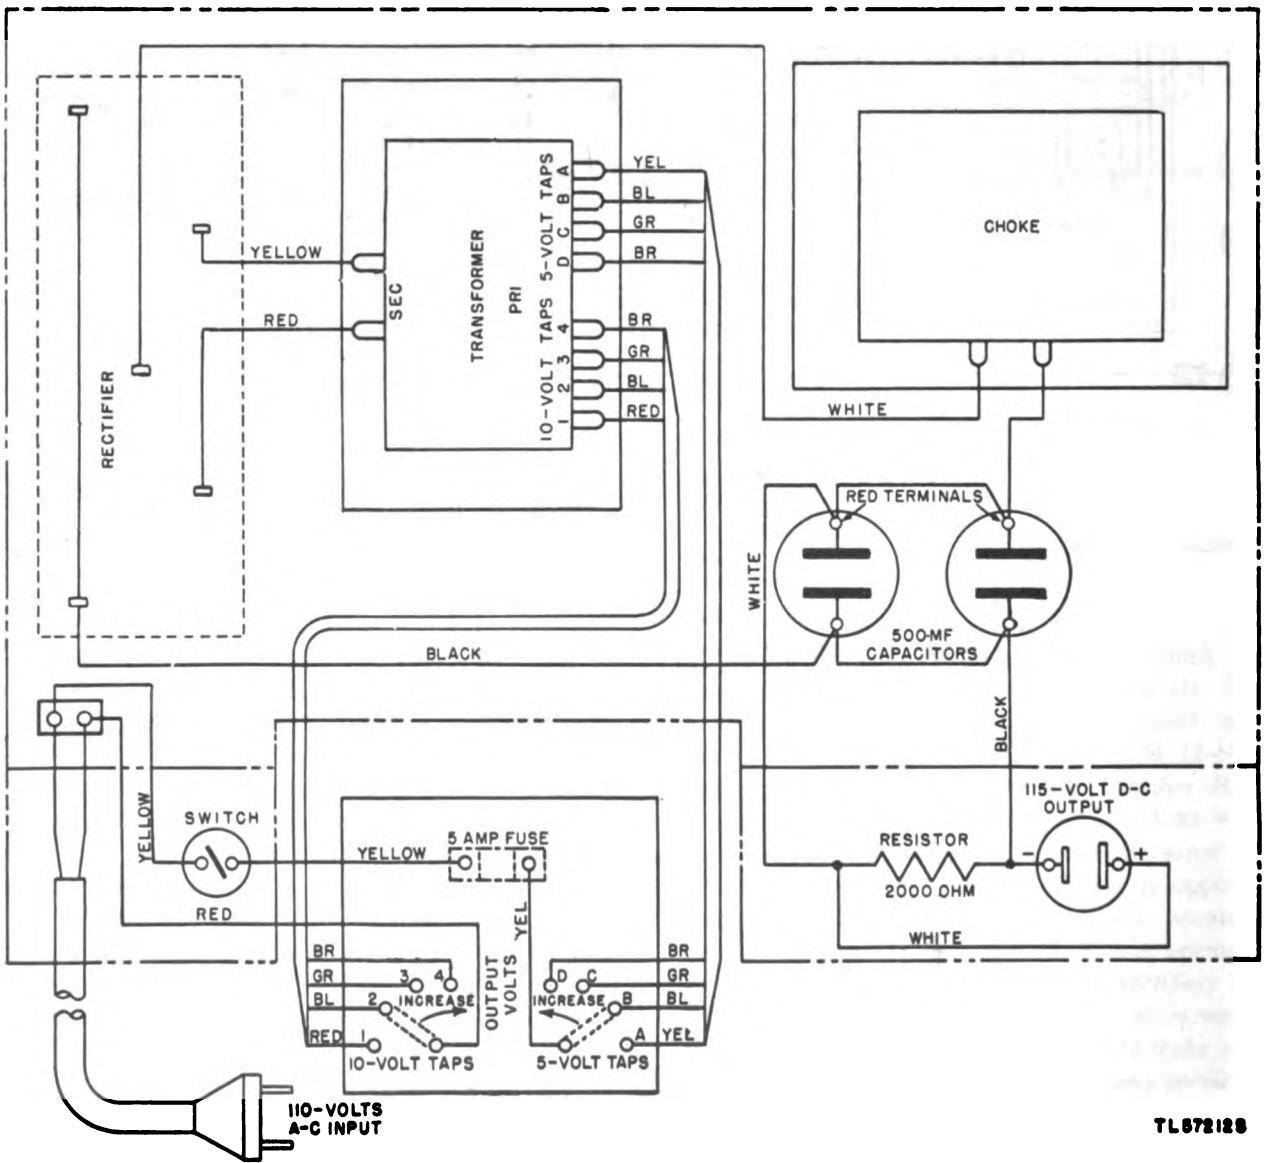 RECTIFIER
YELLOW
RED
SEC
TRANSFORMER
PRI
5-VOLT TAPS
A
B
C
D
10-VOLT TAPS
4
3
2
1
YEL
BL
GR
BR
BR
GR
BL
RED
CHOKE
WHITE
RED TERMINALS
WHITE
500-MF
CAPACITORS
BLACK
BLACK
115-VOLT D-C
OUTPUT
- +
RESISTOR
2000 OHM
WHITE
YELLOW
SWITCH
RED
YELLOW
5 AMP FUSE
YEL
BR
GR
BL
RED
3 4
2
1
INCREASE
10-VOLT TAPS
OUTPUT
VOLTS
D C
B
A
INCREASE
5-VOLT TAPS
BR
GR
BL
YEL
110-VOLTS
A-C INPUT
TL57212S